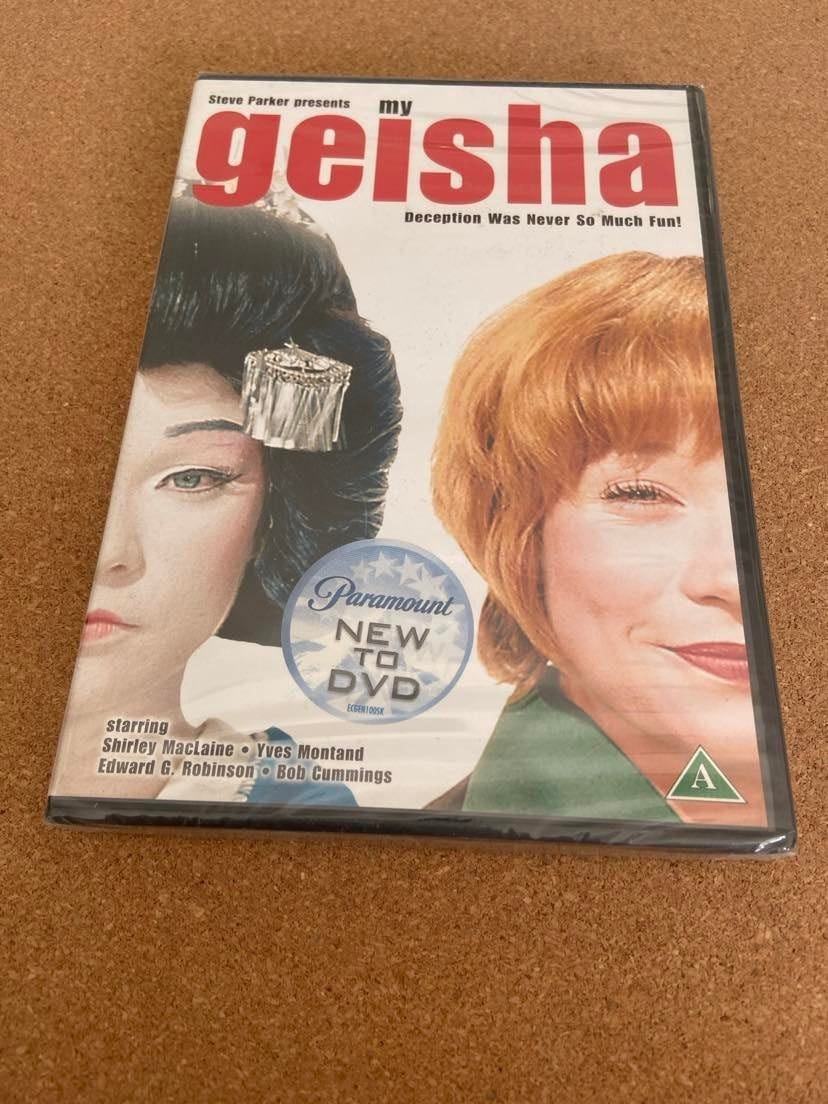 Steve Parker presents
my
geisha
Deception Was Never So Much Fun!
Paramount
NEW
TO
DVD
ECGEN1005K
starring
Shirley MacLaine • Yves Montand
Edward G. Robinson • Bob Cummings
A